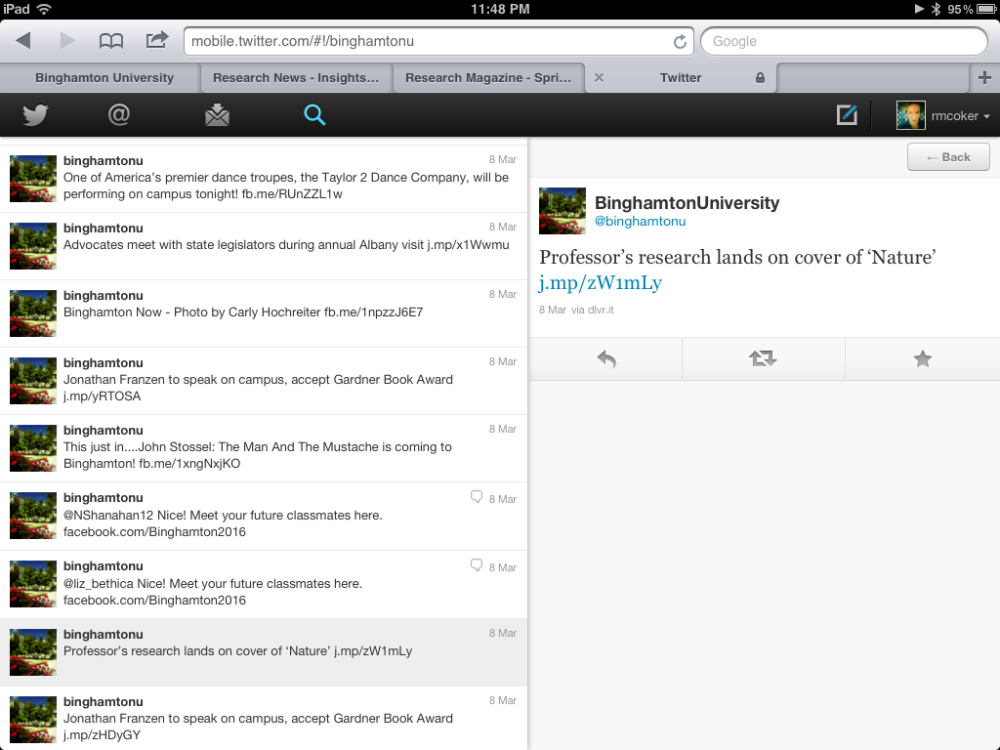 iPad
11:48 PM
95%
mobile.twitter.com/#!/binghamtonu
Google
Binghamton University
Research News - Insights...
Research Magazine - Spri...
Twitter
@
rmcoker
binghamtonu
8 Mar
One of America's premier dance troupes, the Taylor 2 Dance Company, will be
performing on campus tonight! fb.me/RUnZZL1w
binghamtonu
8 Mar
Advocates meet with state legislators during annual Albany visit j.mp/x1Wwmu
binghamtonu
8 Mar
Binghamton Now - Photo by Carly Hochreiter fb.me/1npzzJ6E7
binghamtonu
8 Mar
Jonathan Franzen to speak on campus, accept Gardner Book Award
j.mp/yRTOSA
binghamtonu
8 Mar
This just in....John Stossel: The Man And The Mustache is coming to
Binghamton! fb.me/1xngNxjKO
binghamtonu
8 Mar
@NShanahan12 Nice! Meet your future classmates here.
facebook.com/Binghamton2016
binghamtonu
8 Mar
@liz_bethica Nice! Meet your future classmates here.
facebook.com/Binghamton2016
binghamtonu
8 Mar
Professor's research lands on cover of ‘Nature’ j.mp/zW1mLy
binghamtonu
8 Mar
Jonathan Franzen to speak on campus, accept Gardner Book Award
j.mp/zHDyGY
← Back
BinghamtonUniversity
@binghamtonu
Professor's research lands on cover of ‘Nature’
j.mp/zW1mLy
8 Mar via dlvr.it